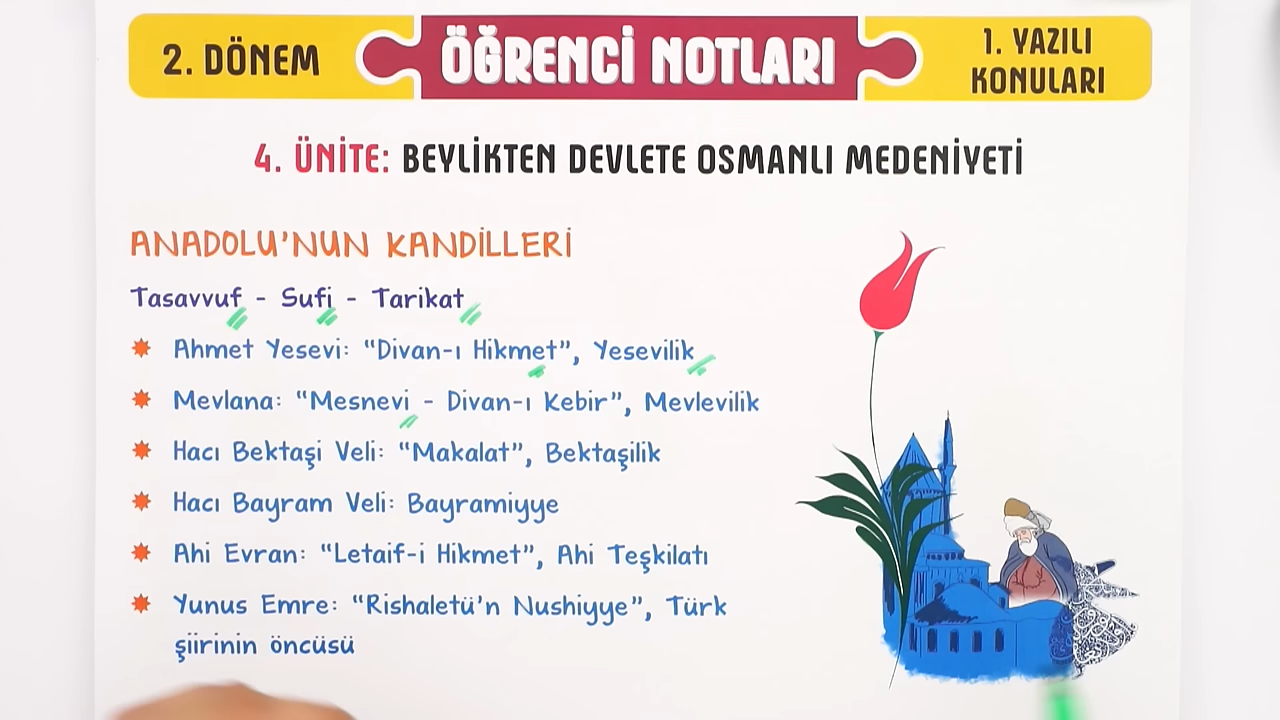 2. DÖNEM
ÖĞRENCİ NOTLARI
1. YAZILI
KONULARI
4. ÜNİTE: BEYLİKTEN DEVLETE OSMANLI MEDENİYETİ
ANADOLU'NUN KANDİLLERİ
Tasavvuf - Sufi - Tarikat
Ahmet Yesevi: "Divan-ı Hikmet", Yesevilik
Mevlana: "Mesnevi - Divan-ı Kebir", Mevlevilik
Hacı Bektaşi Veli: "Makalat", Bektaşilik
Hacı Bayram Veli: Bayramiyye
Ahi Evran: "Letaif-i Hikmet", Ahi Teşkilatı
Yunus Emre: "Rishaletü'n Nushiyye", Türk
şiirinin öncüsü